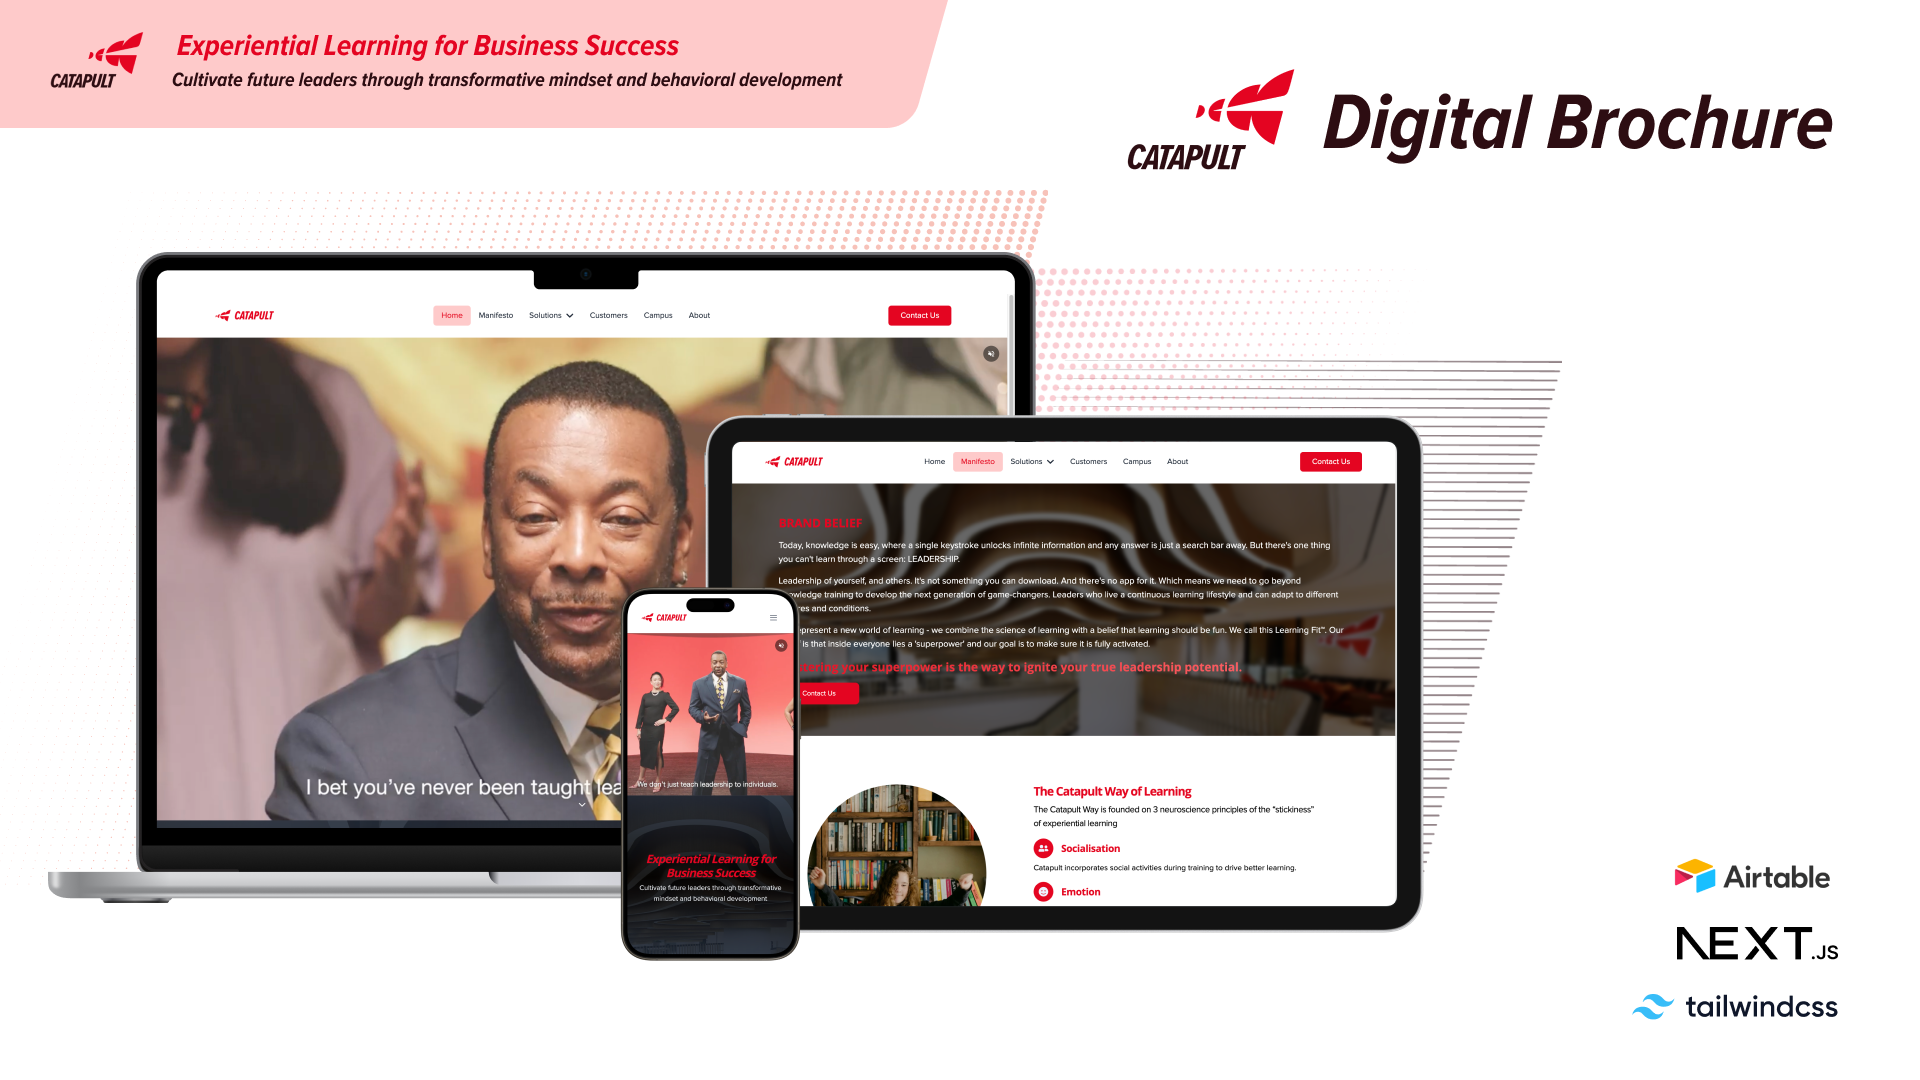 CATAPULT
Experiential Learning for Business Success
Cultivate future leaders through transformative mindset and behavioral development
CATAPULT
Digital Brochure
CATAPULT
Home Manifesto Solutions Customers Campus About
Contact Us
I bet you've never been taught lea
CATAPULT
Home Manifesto Solutions Customers Campus About
Contact Us
BRAND BELIEF
Today, knowledge is easy, where a single keystroke unlocks infinite information and any answer is just a search bar away. But there's one thing
you can't learn through a screen: LEADERSHIP.
Leadership of yourself, and others. It's not something you can download. And there's no app for it. Which means we need to go beyond
owledge training to develop the next generation of game-changers. Leaders who live a continuous learning lifestyle and can adapt to different
res and conditions.
epresent a new world of learning - we combine the science of learning with a belief that learning should be fun. We call this Learning Fit™. Our
is that inside everyone lies a 'superpower' and our goal is to make sure it is fully activated.
your superpower is the way to ignite your true leadership potential.
Contact Us
The Catapult Way of Learning
The Catapult Way is founded on 3 neuroscience principles of the "stickiness"
of experiential learning
Socialisation
Catapult incorporates social activities during training to drive better learning.
Emotion
CATAPULT
We don't just teach leadership to individuals.
Experiential Learning for
Business Success
Cultivate future leaders through transformative
mindset and behavioral development
Airtable
NEXT.JS
tailwindcss